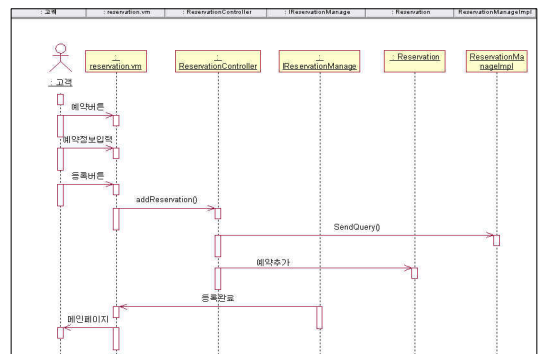 : 고객 : reservation.vm : ReservationController : IReservationManage : Reservation ReservationManageImpl
: 고객
:
reservation.vm
:
ReservationController
:
IReservationManage
: Reservation
ReservationMa
nageImpl
예약버튼
예약정보입력
등록버튼
addReservation()
SendQuery()
예약추가
등록완료
메인페이지